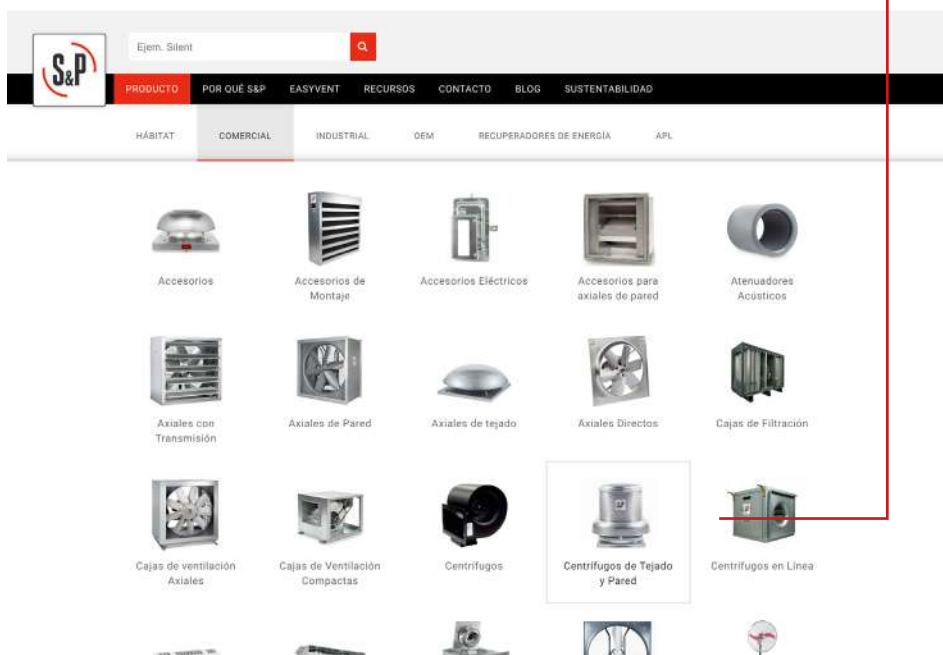 Ejem. Silent
S&P
PRODUCTO POR QUÉ S&P EASYVENT RECURSOS CONTACTO BLOG SUSTENTABILIDAD
HÁBITAT COMERCIAL INDUSTRIAL OEM RECUPERADORES DE ENERGÍA APL
Accesorios
Accesorios de
Montaje
Accesorios Eléctricos
Accesorios para
axiales de pared
Atenuadores
Acústicos
Axiales con
Transmisión
Axiales de Pared
Axiales de tejado
Axiales Directos
Cajas de Filtración
Cajas de ventilación
Axiales
Cajas de Ventilación
Compactas
Centrífugos
Centrífugos de Tejado
y Pared
Centrífugos en Línea